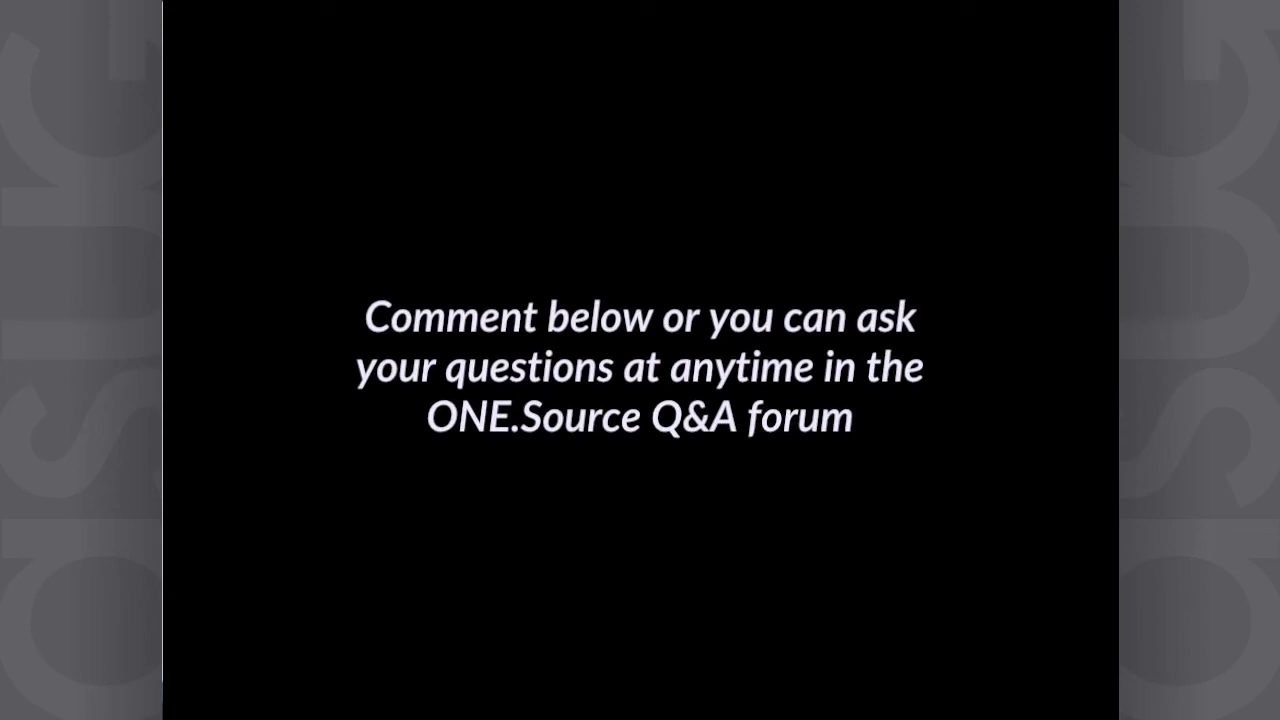 Comment below or you can ask
your questions at anytime in the
ONE.Source Q&A forum